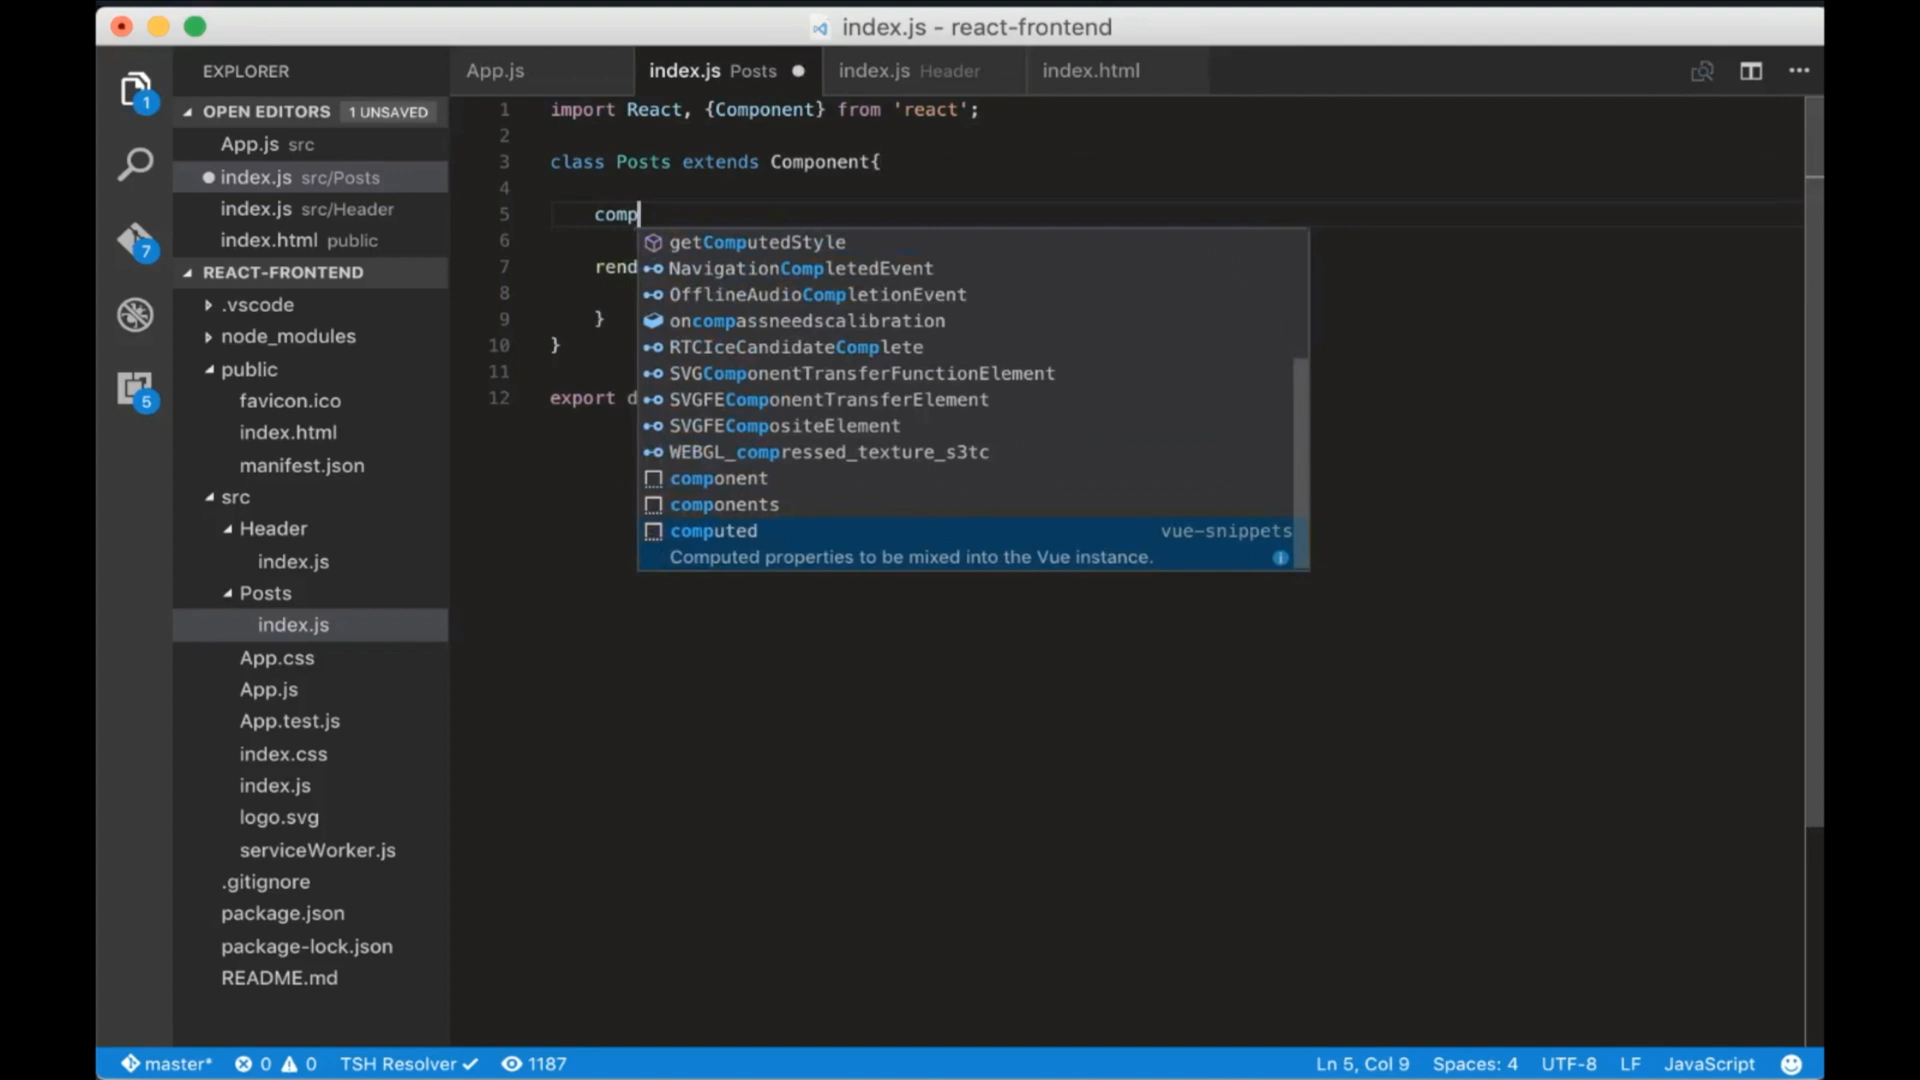 index.js - react-frontend
EXPLORER
OPEN EDITORS 1 UNSAVED
App.js src
index.js src/Posts
index.js src/Header
index.html public
REACT-FRONTEND
.vscode
node_modules
public
favicon.ico
index.html
manifest.json
src
Header
index.js
Posts
index.js
App.css
App.js
App.test.js
index.css
index.js
logo.svg
serviceWorker.js
.gitignore
package.json
package-lock.json
README.md
1
7
5
App.js index.js Posts index.js Header index.html
1 import React, {Component} from 'react';
2
3 class Posts extends Component{
4
5 comp
6
7 rend
8
9 }
10 }
11
12 export d
getComputedStyle
NavigationCompletedEvent
OfflineAudioCompletionEvent
oncompassneedscalibration
RTCIceCandidateComplete
SVGComponentTransferFunctionElement
SVGFEComponentTransferElement
SVGFECompositeElement
WEBGL_compressed_texture_s3tc
component
components
computed vue-snippets
Computed properties to be mixed into the Vue instance.
master* 0 0 TSH Resolver 1187 Ln 5, Col 9 Spaces: 4 UTF-8 LF JavaScript